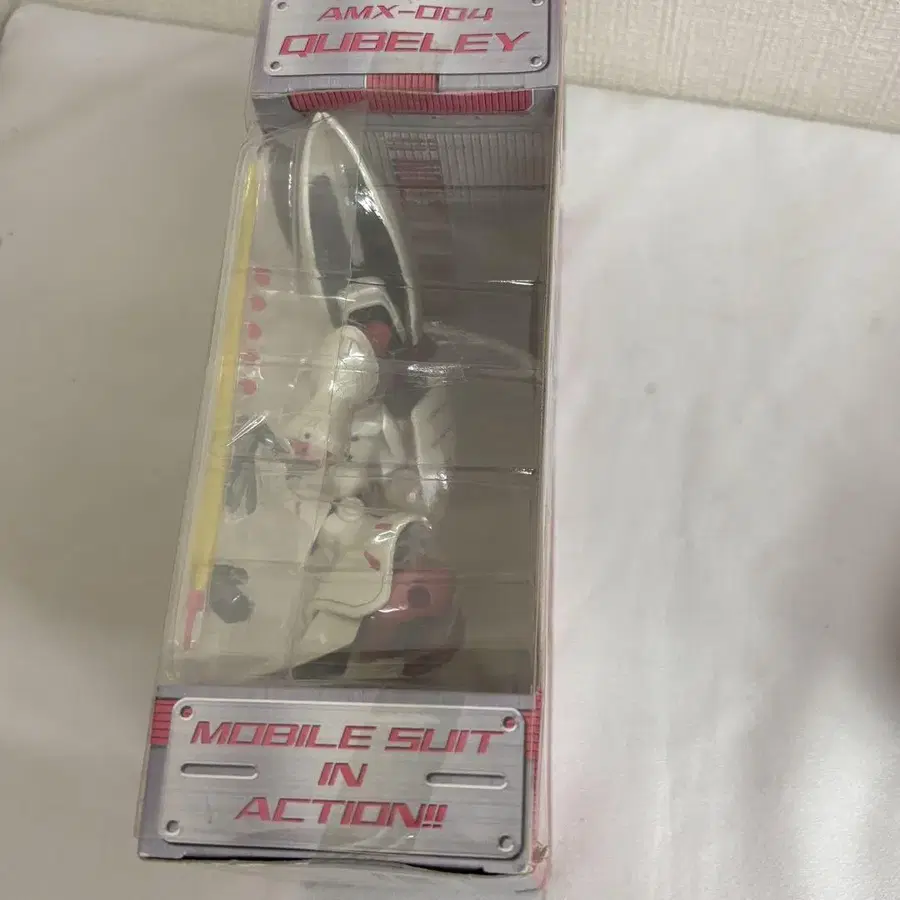 AMX-004
QUBELEY
MOBILE SUIT
IN
ACTION!!